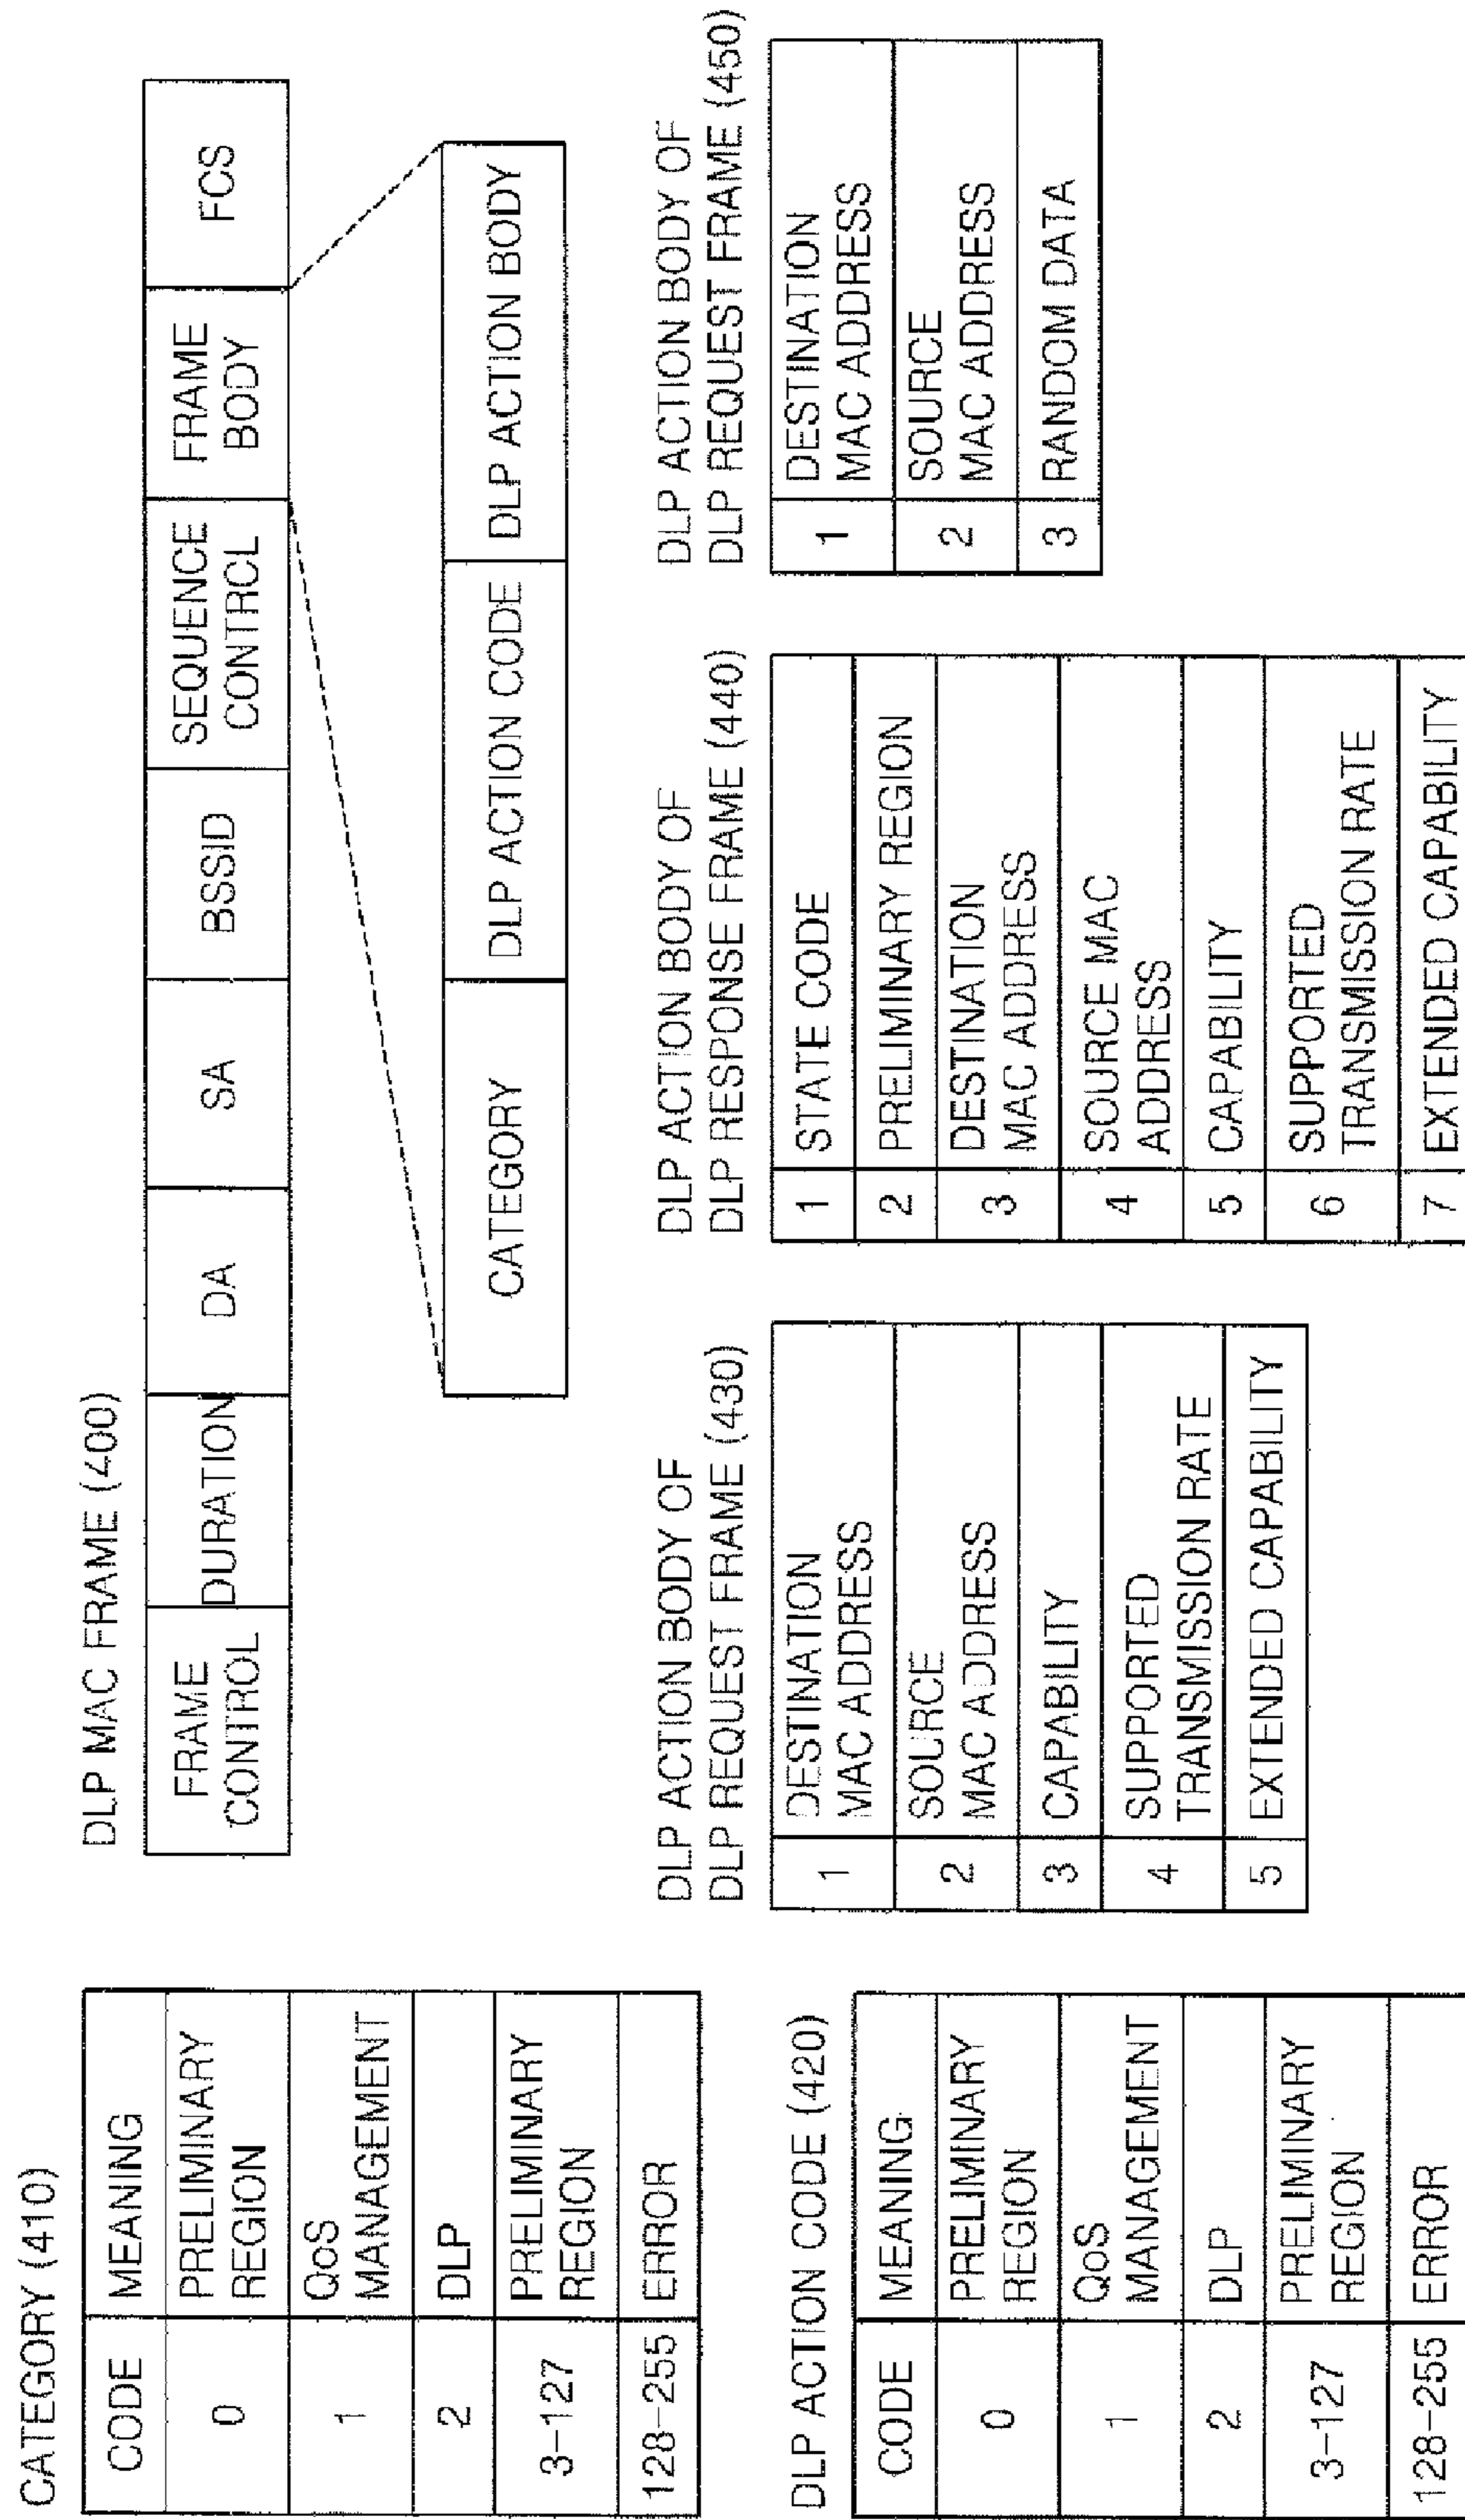 CATEGORY (410)
CODE MEANING
0 PRELIMINARY
REGION
1 QoS
MANAGEMENT
2 DLP
3-127 PRELIMINARY
REGION
128-255 ERROR
DLP ACTION CODE (420)
CODE MEANING
0 PRELIMINARY
REGION
1 QoS
MANAGEMENT
2 DLP
3-127 PRELIMINARY
REGION
128-255 ERROR
DLP MAC FRAME (400)
FRAME
CONTROL
DURATION
DA
SA
BSSID
SEQUENCE
CONTROL
FRAME
BODY
FCS
CATEGORY
DLP ACTION CODE
DLP ACTION BODY
DLP ACTION BODY OF
DLP REQUEST FRAME (430)
1 DESTINATION
MAC ADDRESS
2 SOURCE
MAC ADDRESS
3 CAPABILITY
4 SUPPORTED
TRANSMISSION RATE
5 EXTENDED CAPABILITY
DLP ACTION BODY OF
DLP RESPONSE FRAME (440)
1 STATE CODE
2 PRELIMINARY REGION
3 DESTINATION
MAC ADDRESS
4 SOURCE MAC
ADDRESS
5 CAPABILITY
6 SUPPORTED
TRANSMISSION RATE
7 EXTENDED CAPABILITY
DLP ACTION BODY OF
DLP REQUEST FRAME (450)
1 DESTINATION
MAC ADDRESS
2 SOURCE
MAC ADDRESS
3 RANDOM DATA